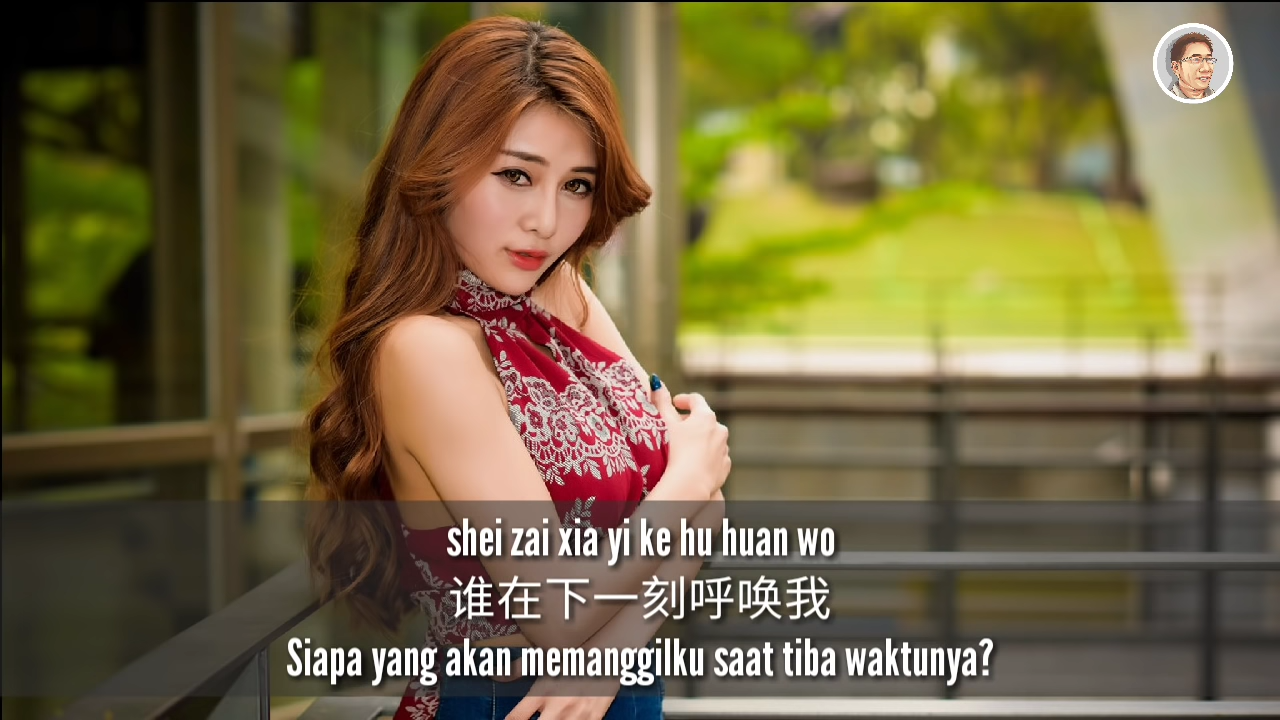 shei zai xia yi ke hu huan wo
谁在下一刻呼唤我
Siapa yang akan memanggilku saat tiba waktunya?